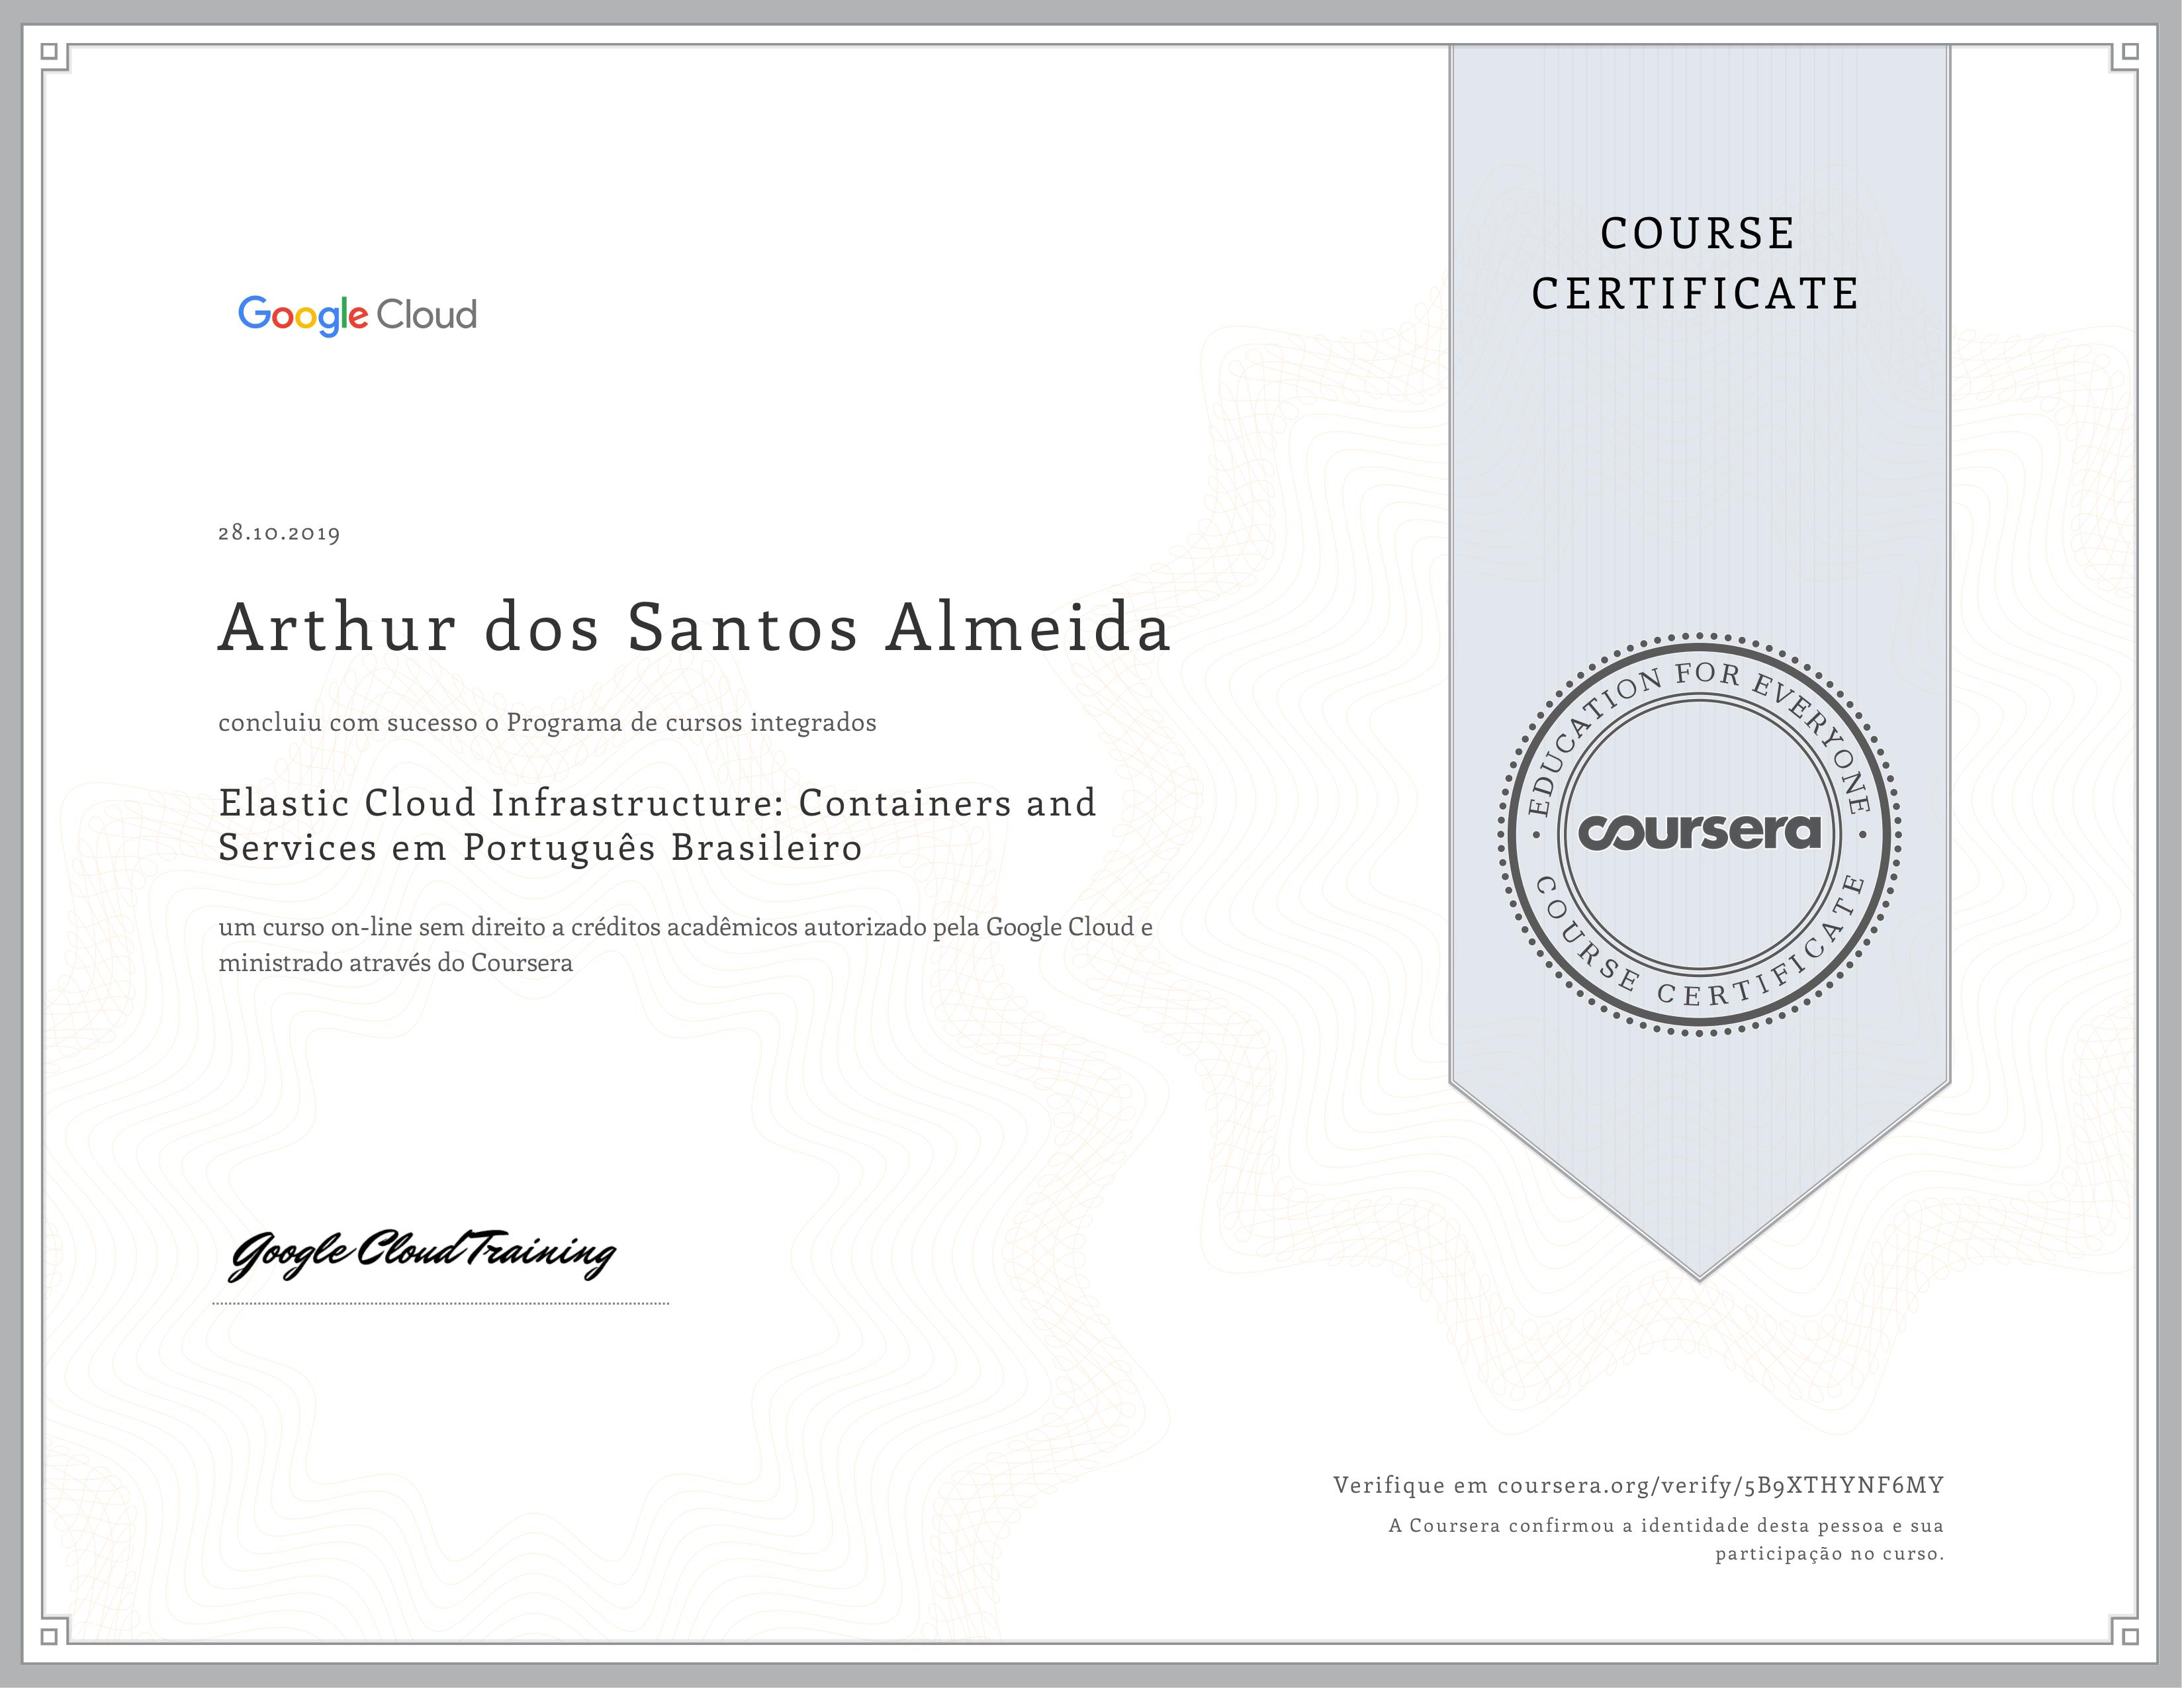 COURSE
CERTIFICATE
Google Cloud
28.10.2019
Arthur dos Santos Almeida
concluiu com sucesso o Programa de cursos integrados
Elastic Cloud Infrastructure: Containers and
Services em Português Brasileiro
um curso on-line sem direito a créditos acadêmicos autorizado pela Google Cloud e
ministrado através do Coursera
EDUCATION FOR EVERYONE
coursera
COURSE CERTIFICATE
Google Cloud Training
Verifique em coursera.org/verify/5B9XTHYNF6MY
A Coursera confirmou a identidade desta pessoa e sua
participação no curso.